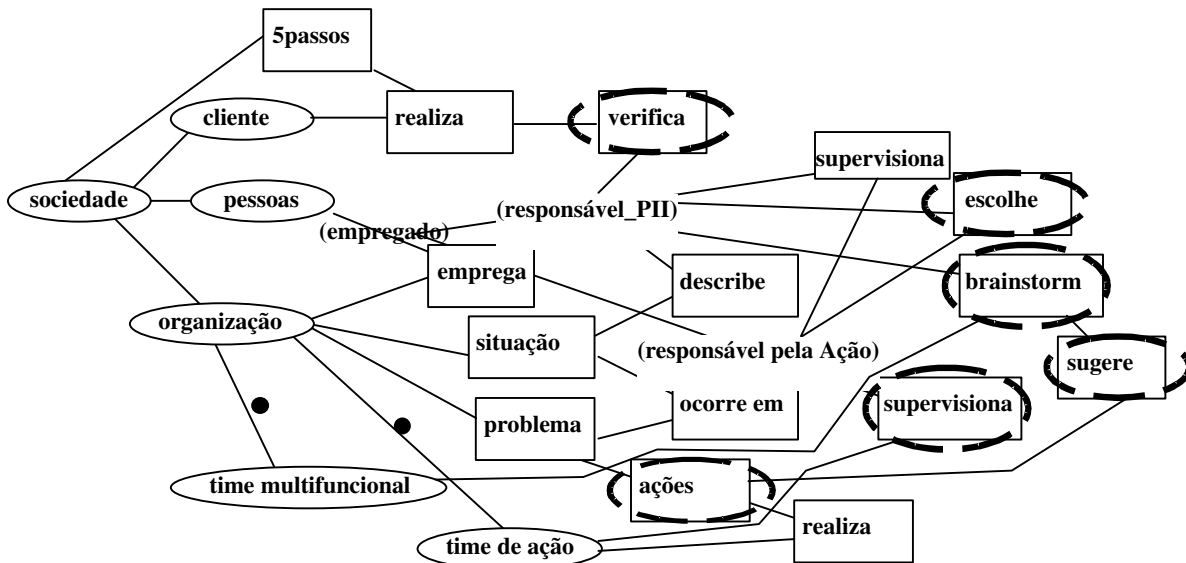 5passos
cliente
realiza
verifica
supervisiona
sociedade
pessoas
(responsável_PII)
escolhe
(empregado)
emprega
describe
brainstorm
organização
situação
(responsável pela Ação)
sugere
problema
ocorre em
supervisiona
time multifuncional
ações
realiza
time de ação